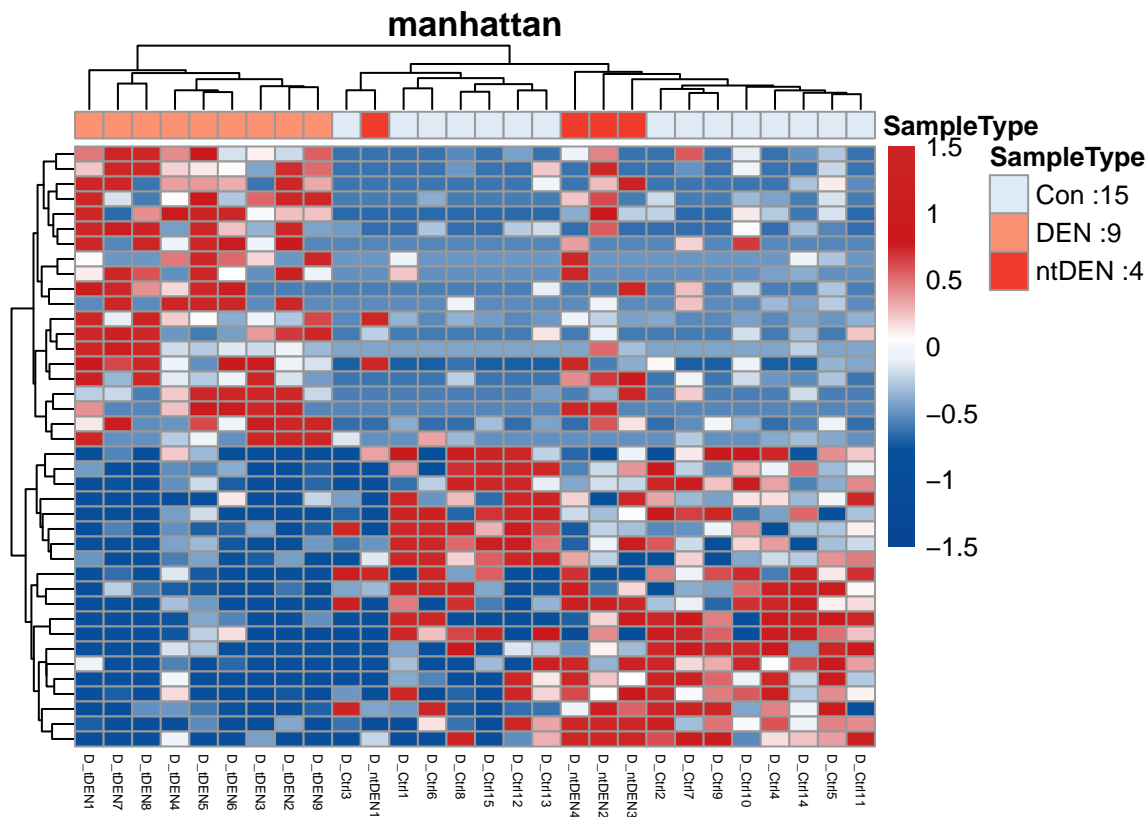 manhattan
SampleType
1.5
1
0.5
0
−0.5
−1
−1.5
SampleType
Con :15
DEN :9
ntDEN :4
D_tDEN1
D_tDEN7
D_tDEN8
D_tDEN4
D_tDEN5
D_tDEN6
D_tDEN3
D_tDEN2
D_tDEN9
D_Ctrl3
D_ntDEN1
D_Ctrl1
D_Ctrl6
D_Ctrl8
D_Ctrl15
D_Ctrl12
D_Ctrl13
D_ntDEN4
D_ntDEN2
D_ntDEN3
D_Ctrl2
D_Ctrl7
D_Ctrl9
D_Ctrl10
D_Ctrl4
D_Ctrl14
D_Ctrl5
D_Ctrl11